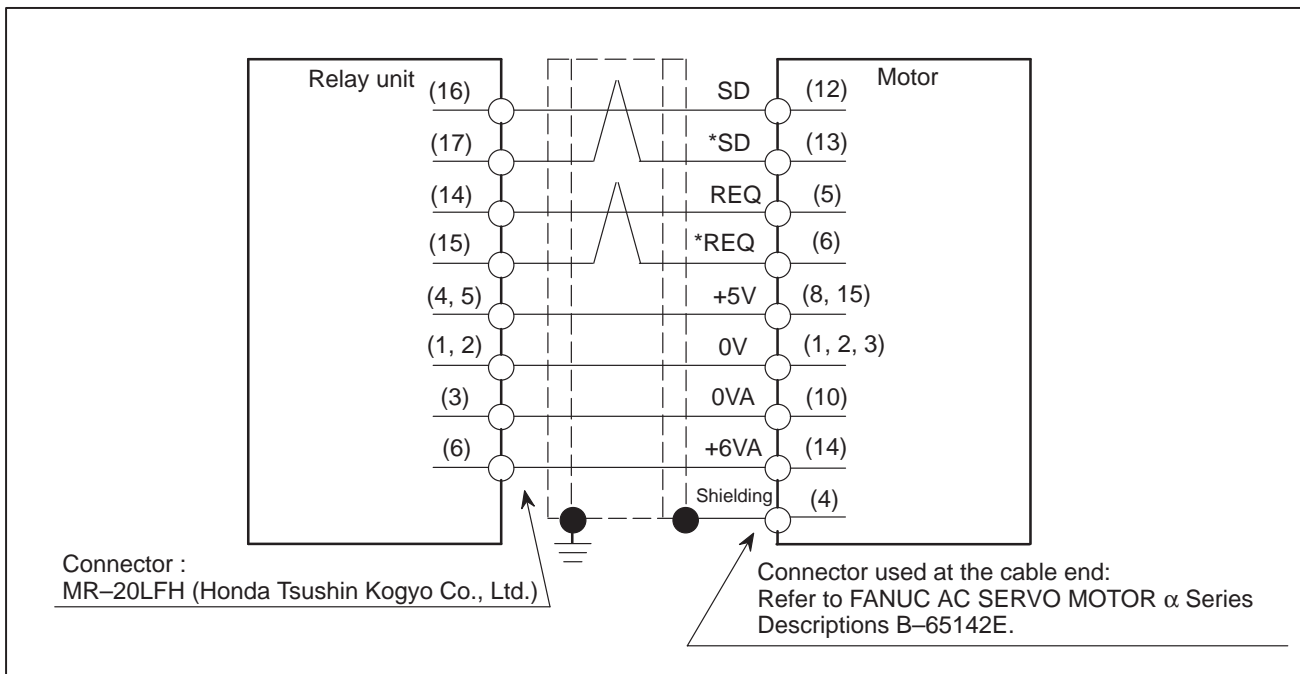 Relay unit
Motor
(16) SD (12)
(17) *SD (13)
(14) REQ (5)
(15) *REQ (6)
(4, 5) +5V (8, 15)
(1, 2) 0V (1, 2, 3)
(3) 0VA (10)
(6) +6VA (14)
Shielding (4)
Connector :
MR–20LFH (Honda Tsushin Kogyo Co., Ltd.)
Connector used at the cable end:
Refer to FANUC AC SERVO MOTOR α Series
Descriptions B–65142E.